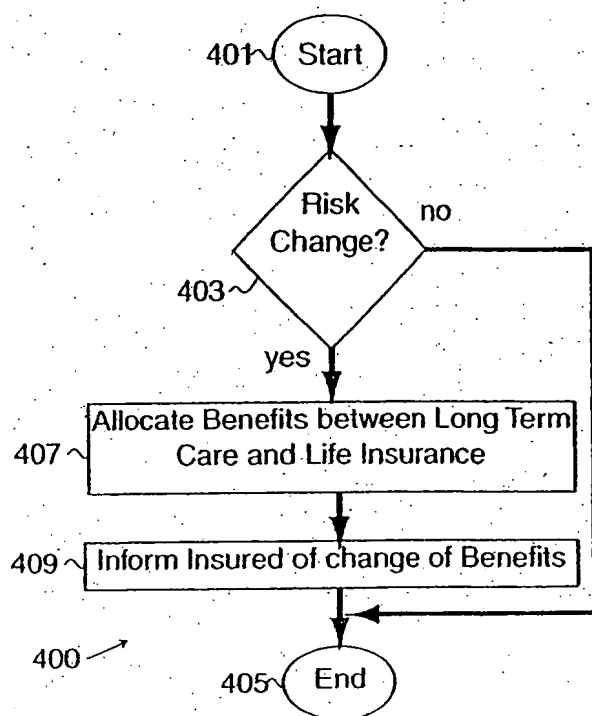 401 Start
Risk
Change?
no
403
yes
Allocate Benefits between Long Term
407 Care and Life Insurance
409 Inform Insured of change of Benefits
400
405 End